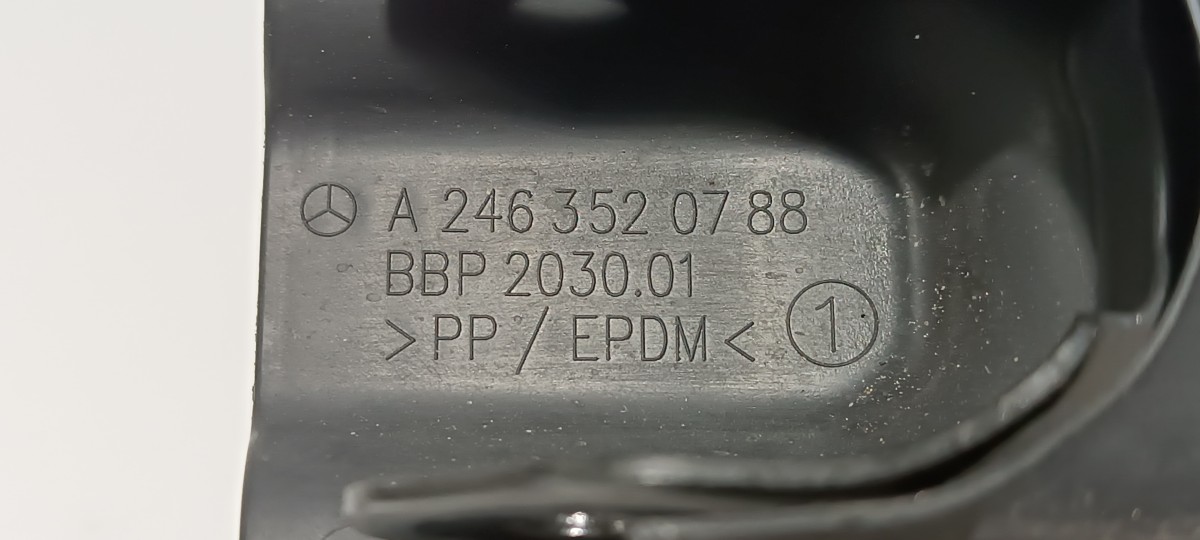 A 246 352 07 88
BBP 2030.01
>PP / EPDM< 1